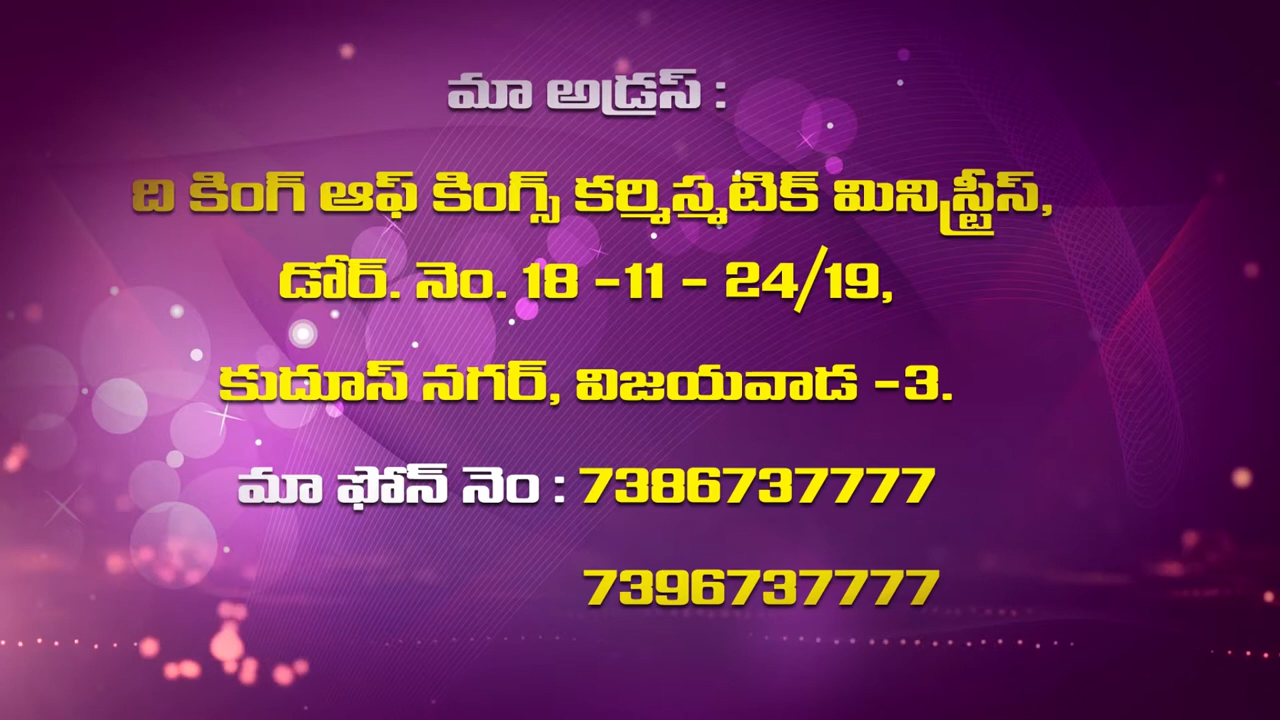 మా అడ్రస్ :
ది కింగ్ ఆఫ్ కింగ్స్ కర్మిస్మటిక్ మినిస్ట్రీస్,
డోర్. నెం. 18 -11 - 24/19,
కుదూస్ నగర్, విజయవాడ -3.
మా ఫోన్ నెం : 7386737777
7396737777